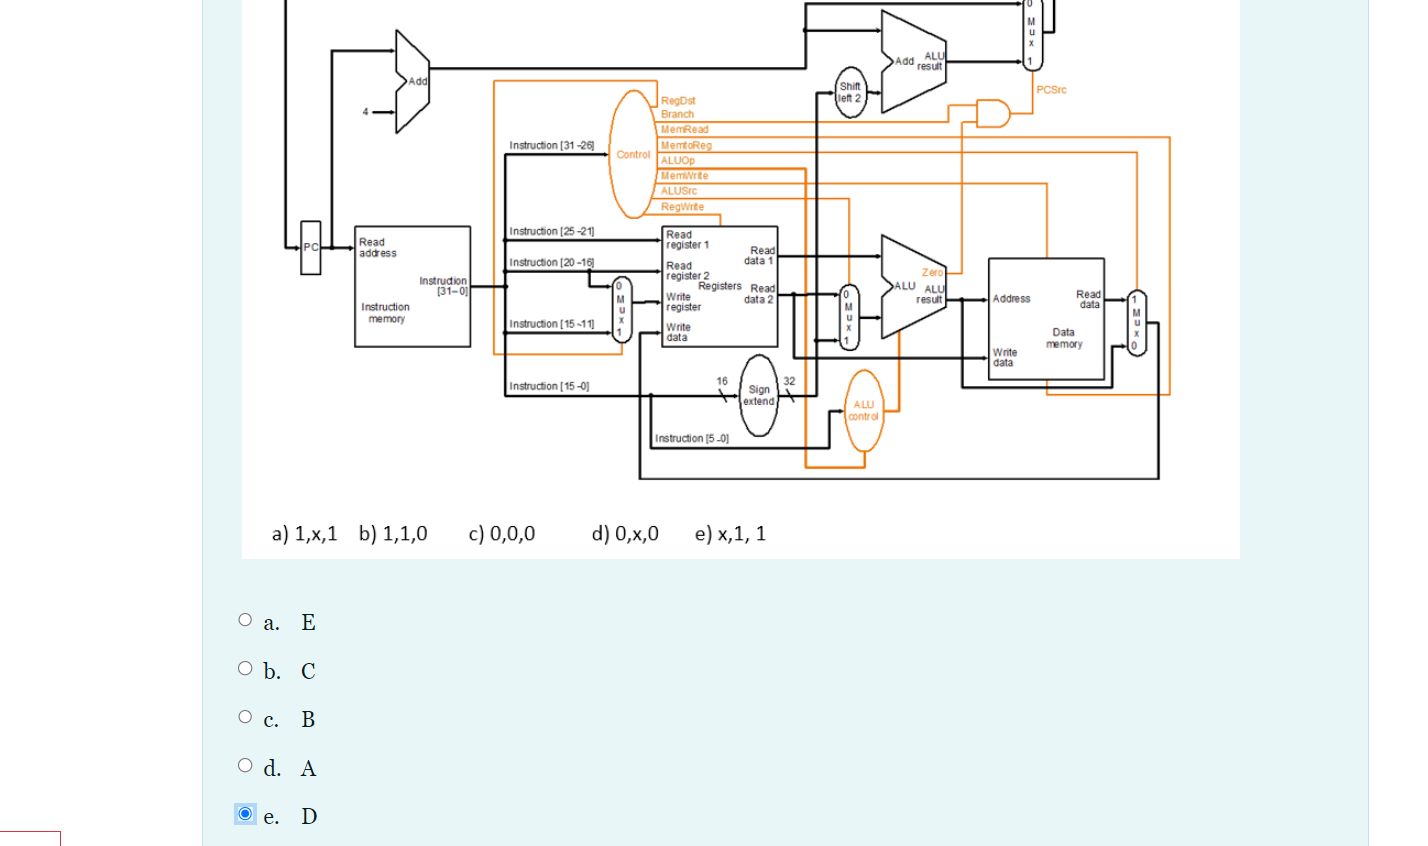 0
M
u
x
1
Add
ALU
result
Shift
left 2
PCSrc
Add
4
RegDst
Branch
MemRead
MemtoReg
ALUOp
MemWrite
ALUSrc
RegWrite
Control
Instruction [31-26]
PC
Read
address
Instruction
[31-0]
Instruction
memory
Instruction [25-21]
Instruction [20-16]
Instruction [15-11]
Instruction [15-0]
0
M
u
x
1
Read
register 1
Read
register 2
Write
register
Write
data
Registers
Read
data 1
Read
data 2
0
M
u
x
1
Zero
ALU
ALU
result
Address
Write
data
Read
data
Data
memory
1
M
u
x
0
16
Sign
extend
32
ALU
control
Instruction [5-0]
a) 1,x,1 b) 1,1,0 c) 0,0,0 d) 0,x,0 e) x,1, 1
a. E
b. C
c. B
d. A
e. D